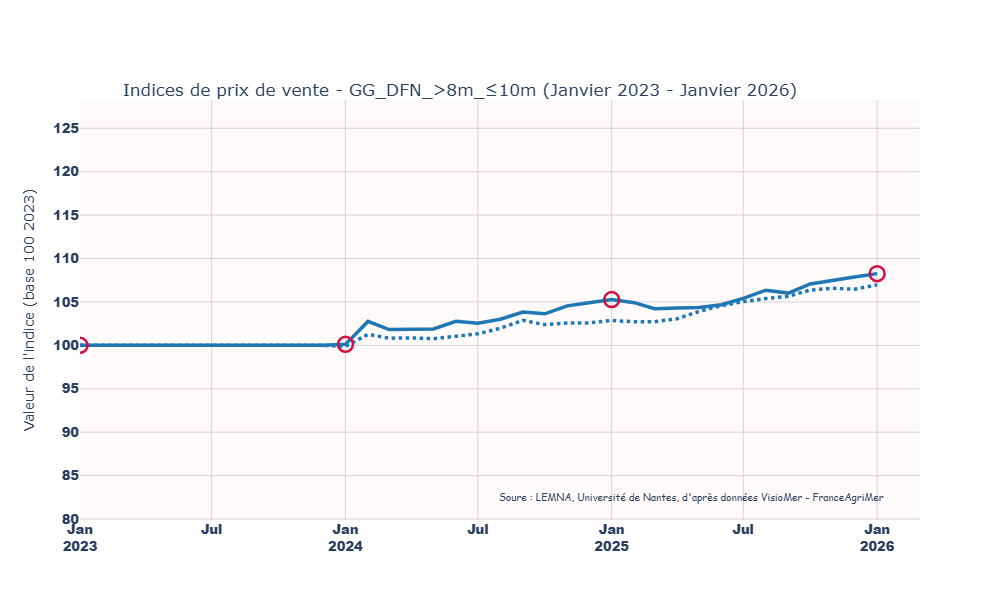 Indices de prix de vente - GG_DFN_>8m_≤10m (Janvier 2023 - Janvier 2026)
Valeur de l'indice (base 100 2023)
125
120
115
110
105
100
95
90
85
80
Soure : LEMNA, Université de Nantes, d'après données VisioMer - FranceAgriMer
Jan Jul Jan Jul Jan Jul Jan
2023 2024 2025 2026